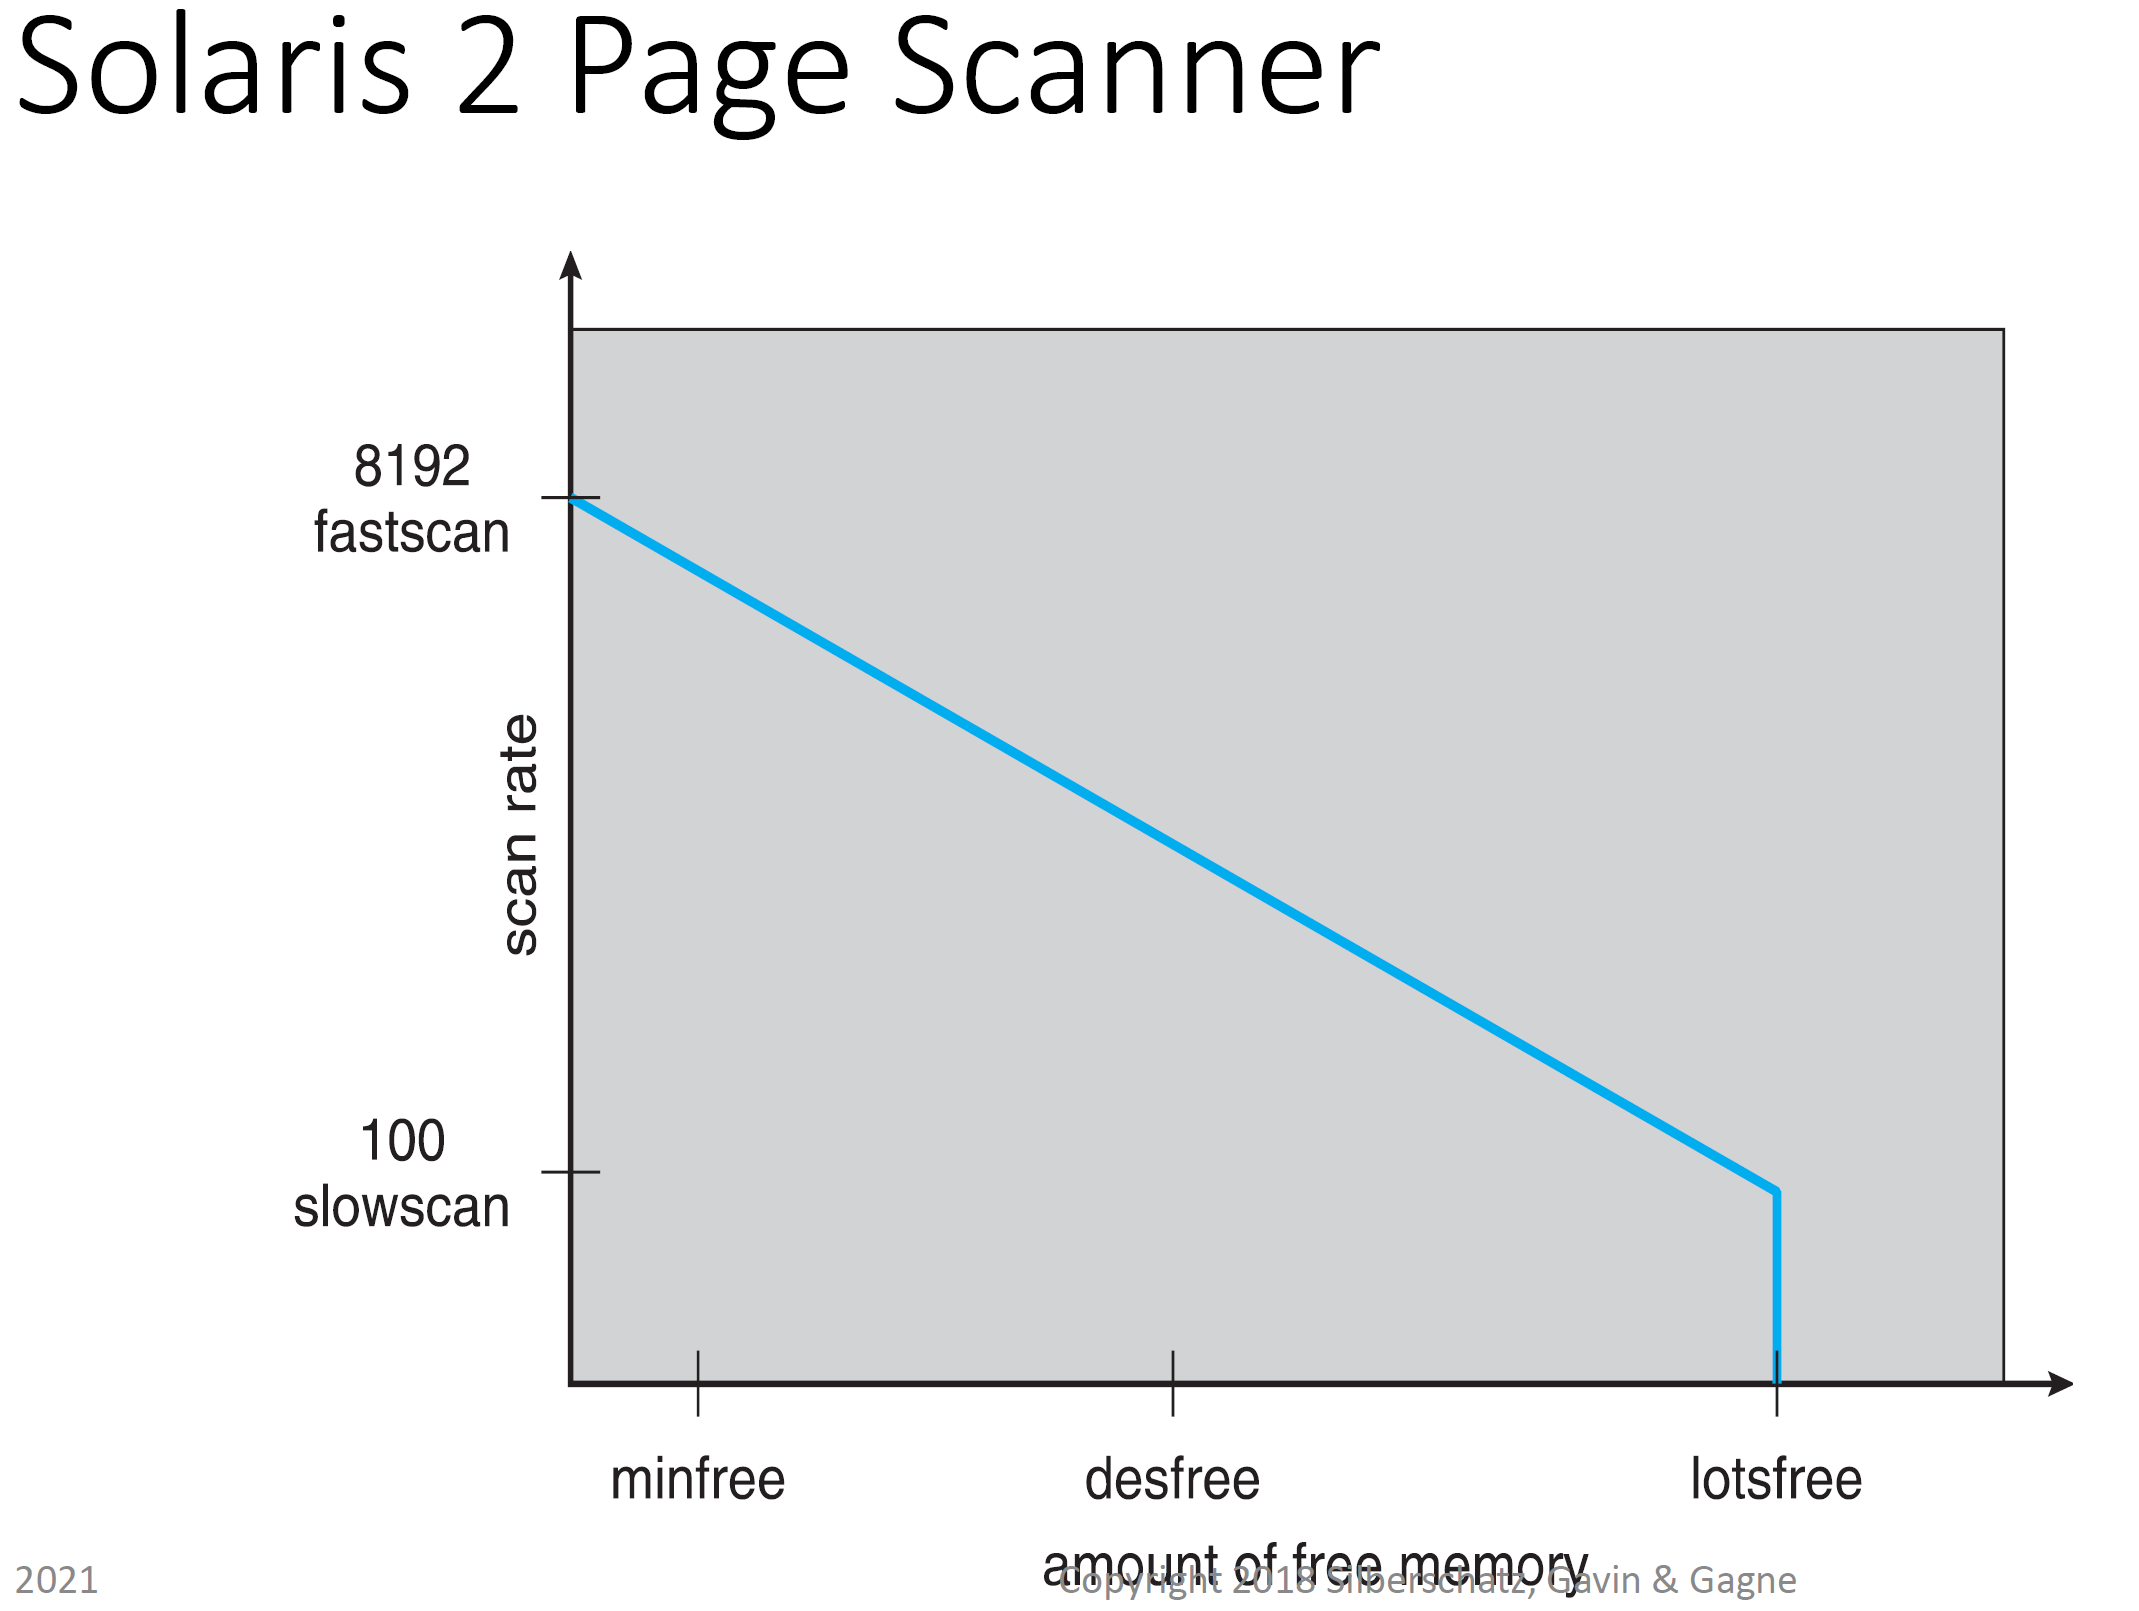 Solaris 2 Page Scanner
8192
fastscan
scan rate
100
slowscan
minfree desfree lotsfree
amount of free memory
2021 Copyright 2018 Silberschatz, Gavin & Gagne